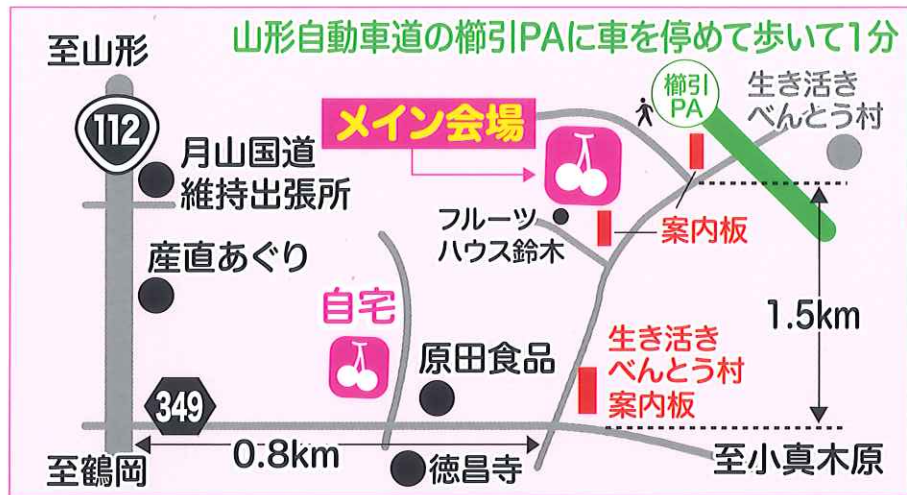 山形自動車道の櫛引PAに車を停めて歩いて1分
至山形
112
月山国道
維持出張所
産直あぐり
メイン会場
櫛引
PA
生き活き
べんとう村
フルーツ
ハウス鈴木
案内板
自宅
原田食品
生き活き
べんとう村
案内板
1.5km
349
0.8km
至鶴岡
徳昌寺
至小真木原